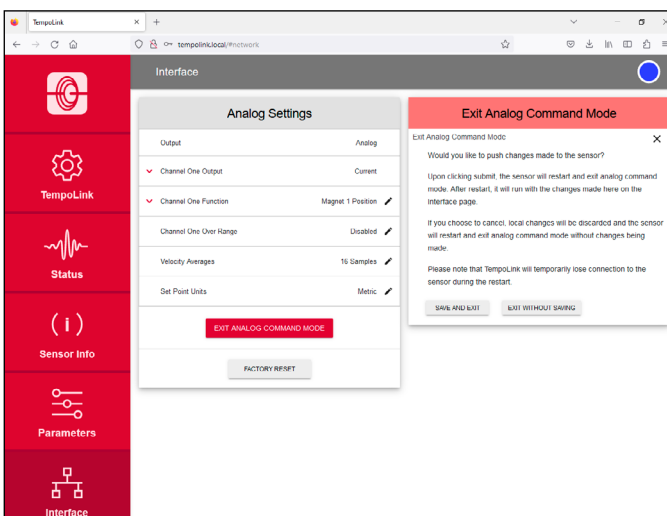 TempoLink
tempolink.local/#network
Interface
TempoLink
Status
Sensor Info
Parameters
Interface
Analog Settings
Output Analog
Channel One Output Current
Channel One Function Magnet 1 Position
Channel One Over Range Disabled
Velocity Averages 16 Samples
Set Point Units Metric
EXIT ANALOG COMMAND MODE
FACTORY RESET
Exit Analog Command Mode
Exit Analog Command Mode
Would you like to push changes made to the sensor?
Upon clicking submit, the sensor will restart and exit analog command
mode. After restart, it will run with the changes made here on the
interface page.
If you choose to cancel, local changes will be discarded and the sensor
will restart and exit analog command mode without changes being
made.
Please note that TempoLink will temporarily lose connection to the
sensor during the restart.
SAVE AND EXIT EXIT WITHOUT SAVING